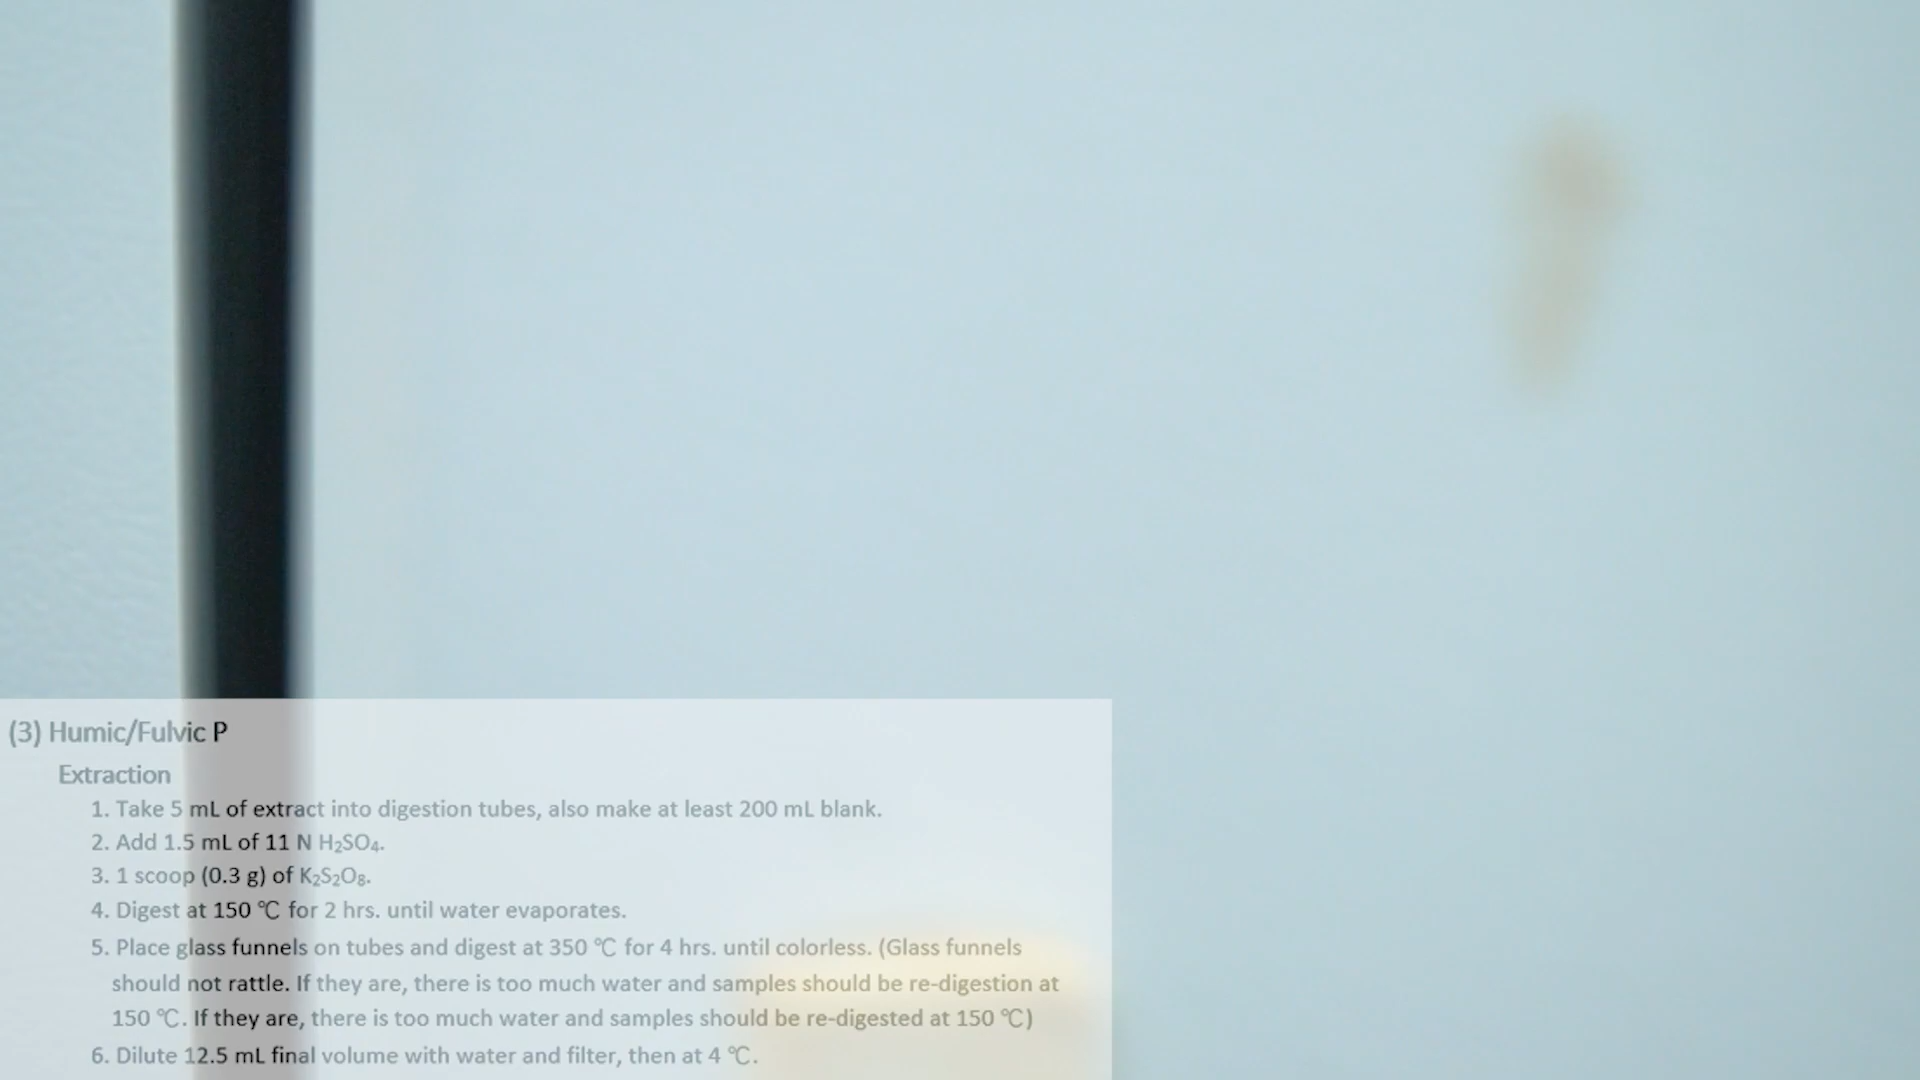 (3) Humic/Fulvic P
Extraction
1. Take 5 mL of extract into digestion tubes, also make at least 200 mL blank.
2. Add 1.5 mL of 11 N H₂SO₄.
3. 1 scoop (0.3 g) of K₂S₂O₈.
4. Digest at 150 ℃ for 2 hrs. until water evaporates.
5. Place glass funnels on tubes and digest at 350 ℃ for 4 hrs. until colorless. (Glass funnels
should not rattle. If they are, there is too much water and samples should be re-digestion at
150 ℃. If they are, there is too much water and samples should be re-digested at 150 ℃)
6. Dilute 12.5 mL final volume with water and filter, then at 4 ℃.